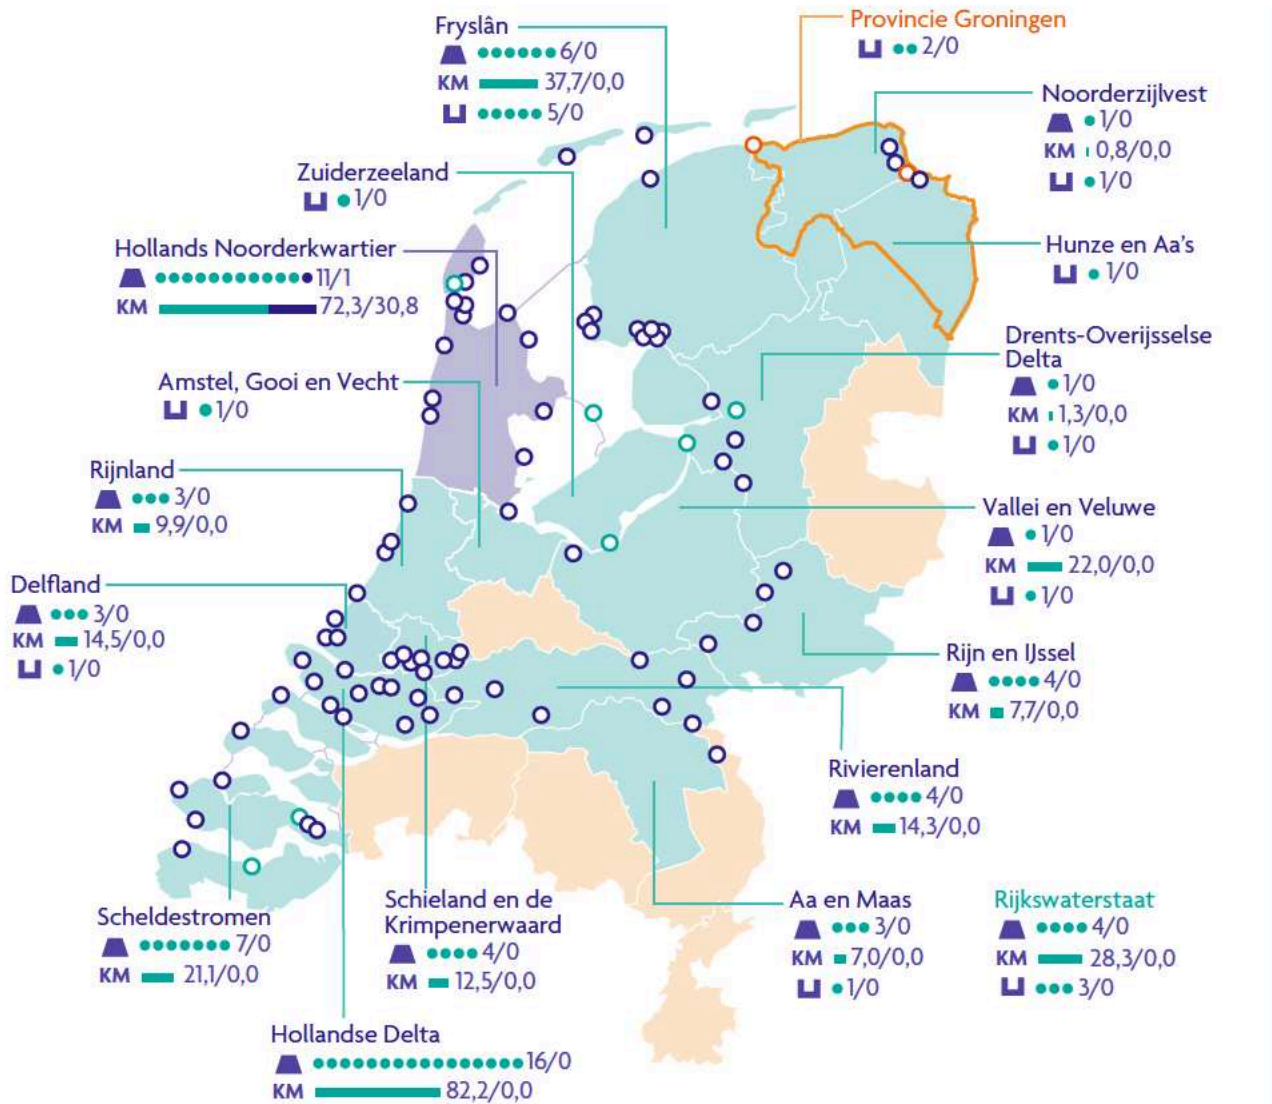 Fryslân
6/0
KM 37,7/0,0
5/0
Provincie Groningen
2/0
Noorderzijlvest
1/0
KM 0,8/0,0
1/0
Zuiderzeeland
1/0
Hollands Noorderkwartier
11/1
KM 72,3/30,8
Hunze en Aa's
1/0
Drents-Overijsselse
Delta
1/0
KM 1,3/0,0
1/0
Amstel, Gooi en Vecht
1/0
Rijnland
3/0
KM 9,9/0,0
Vallei en Veluwe
1/0
KM 22,0/0,0
1/0
Delfland
3/0
KM 14,5/0,0
1/0
Rijn en IJssel
4/0
KM 7,7/0,0
Rivierenland
4/0
KM 14,3/0,0
Scheldestromen
7/0
KM 21,1/0,0
Schieland en de
Krimpenerwaard
4/0
KM 12,5/0,0
Aa en Maas
3/0
KM 7,0/0,0
1/0
Rijkswaterstaat
4/0
KM 28,3/0,0
3/0
Hollandse Delta
16/0
KM 82,2/0,0